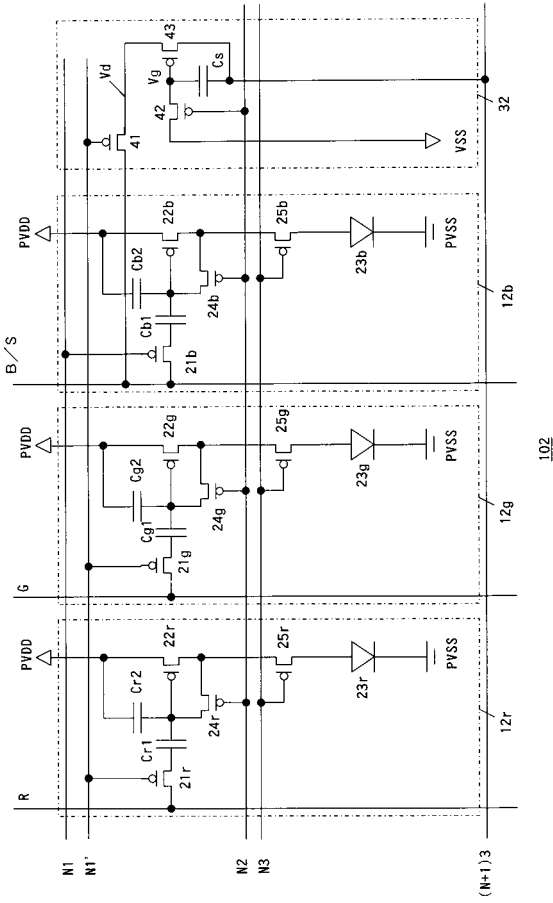 N1
N1'
N2
N3
(N+1)3
R
PVDD
Cr2
22r
Cr1
24r
21r
25r
23r
PVSS
12r
G
PVDD
Cg2
22g
Cg1
24g
21g
25g
23g
PVSS
12g
B/S
PVDD
Cb2
22b
Cb1
24b
21b
25b
23b
PVSS
12b
Vd
43
Vg
Cs
42
41
VSS
32
102